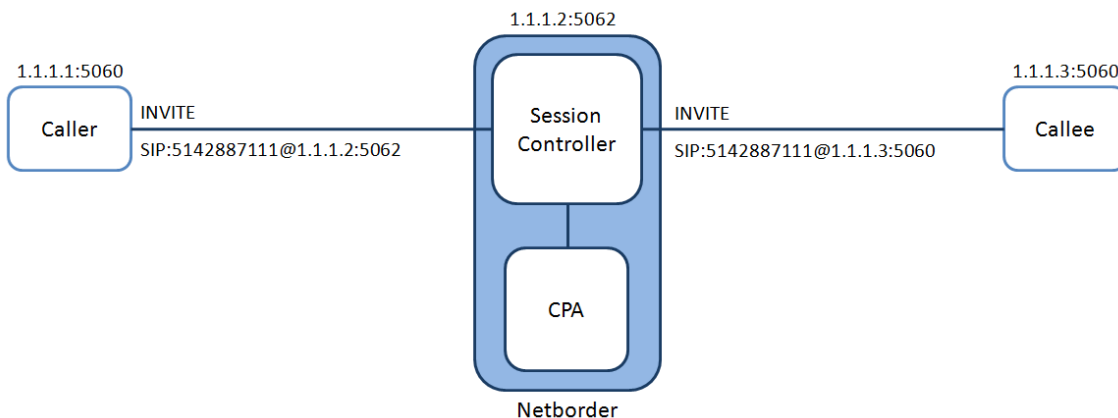 1.1.1.2:5062
1.1.1.1:5060
1.1.1.3:5060
Caller
INVITE
SIP:5142887111@1.1.1.2:5062
Session
Controller
INVITE
SIP:5142887111@1.1.1.3:5060
Callee
CPA
Netborder